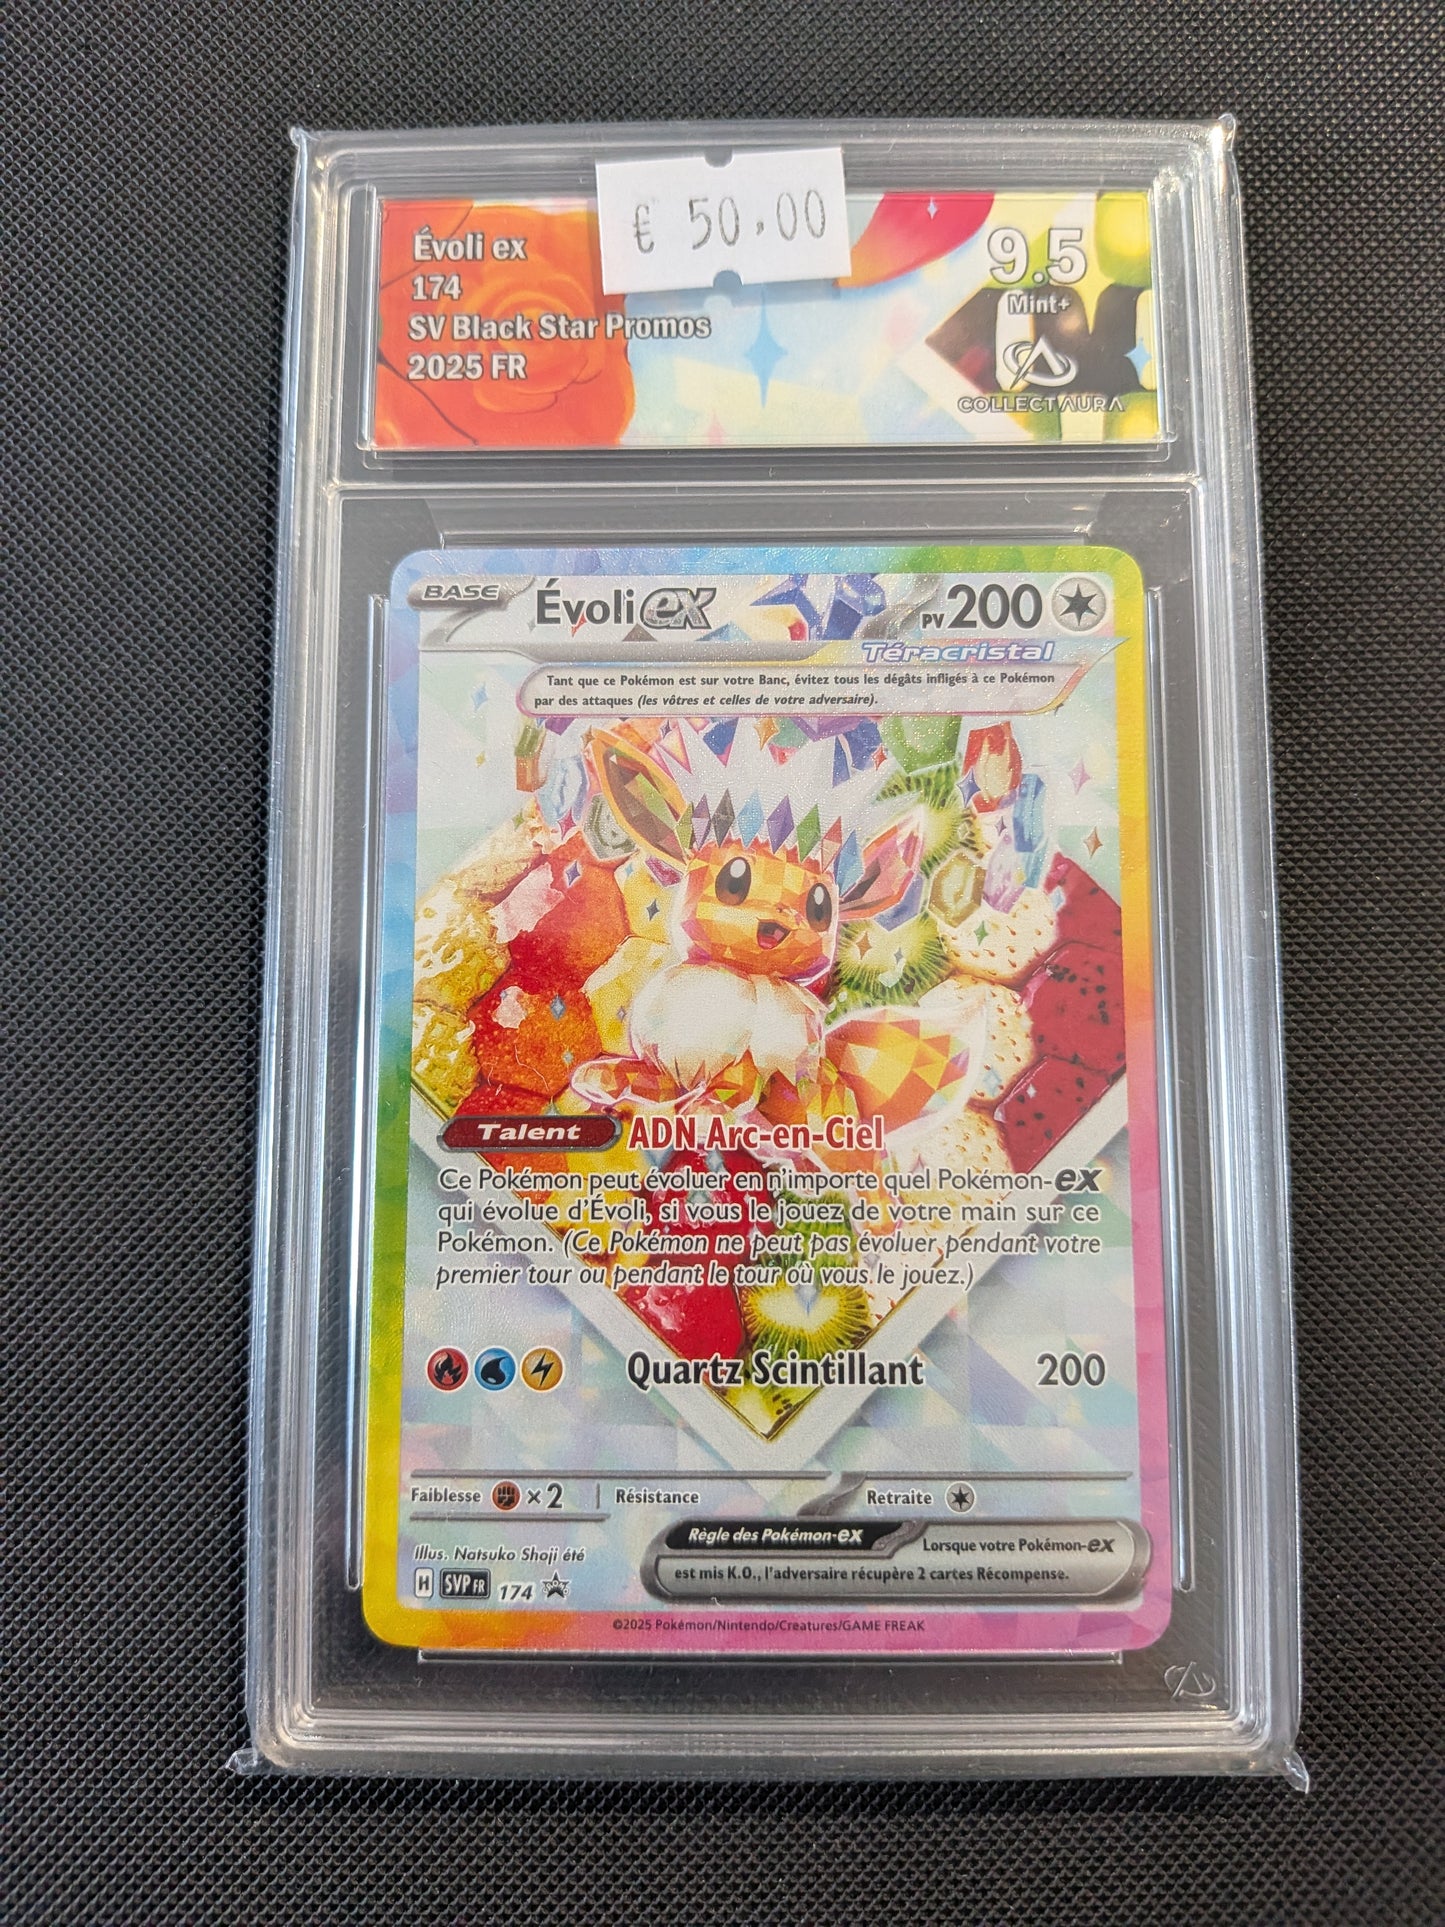 € 50.00
Évoli ex
174
SV Black Star Promos
2025 FR
9.5
Mint+
COLLECTAURA
BASE Évoli ex PV 200
Téracristal
Tant que ce Pokémon est sur votre Banc, évitez tous les dégâts infligés à ce Pokémon
par des attaques (les vôtres et celles de votre adversaire).
Talent ADN Arc-en-Ciel
Ce Pokémon peut évoluer en n'importe quel Pokémon-ex
qui évolue d'Évoli, si vous le jouez de votre main sur ce
Pokémon. (Ce Pokémon ne peut pas évoluer pendant votre
premier tour ou pendant le tour où vous le jouez.)
Quartz Scintillant 200
Faiblesse ×2 Résistance Retraite
Illus. Natsuko Shoji été
Règle des Pokémon-ex Lorsque votre Pokémon-ex
est mis K.O., l'adversaire récupère 2 cartes Récompense.
H SVP FR 174
©2025 Pokémon/Nintendo/Creatures/GAME FREAK